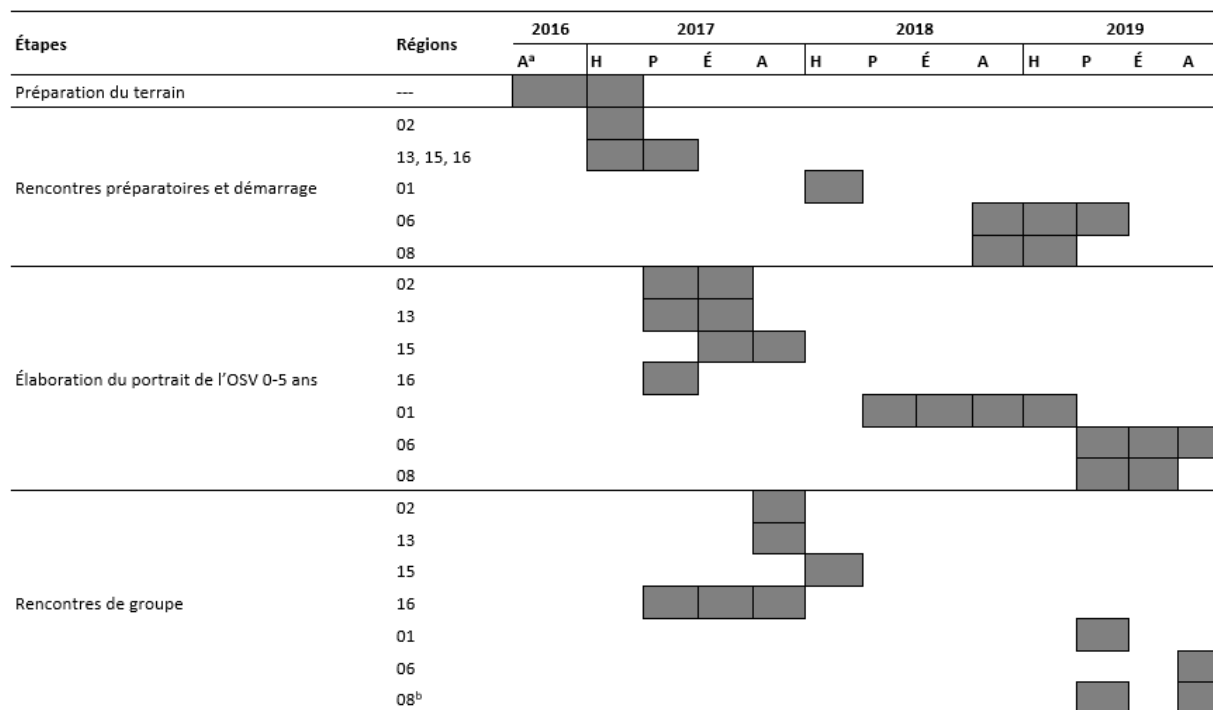 Étapes Régions 2016 2017 2018 2019
Aᵃ H P É A H P É A H P É A
Préparation du terrain ---
02
13, 15, 16
Rencontres préparatoires et démarrage 01
06
08
02
13
15
Élaboration du portrait de l’OSV 0-5 ans 16
01
06
08
02
13
15
Rencontres de groupe 16
01
06
08ᵇ